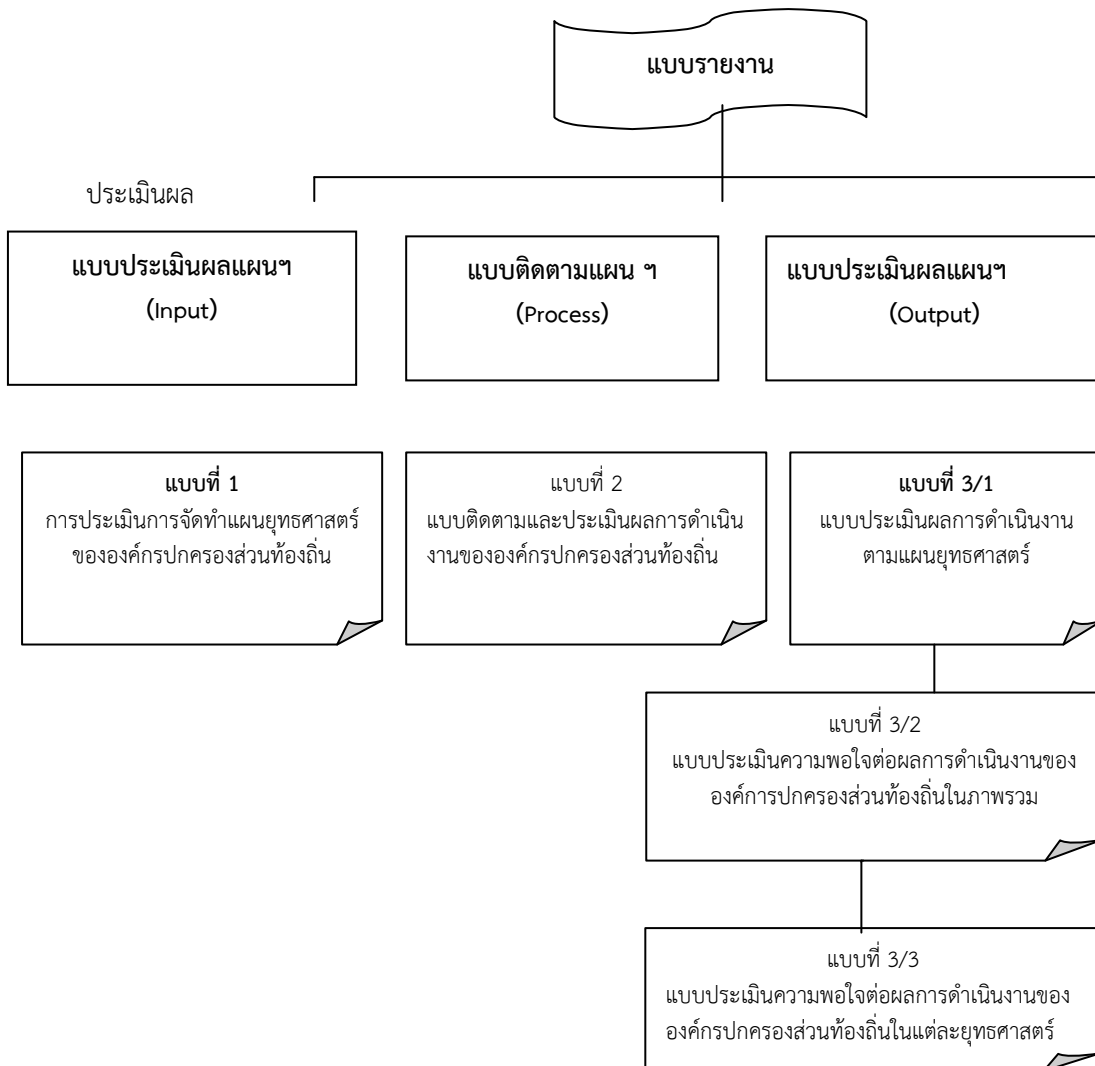 แบบรายงาน
ประเมินผล
แบบประเมินผลแผนฯ
(Input)
แบบติดตามแผน ฯ
(Process)
แบบประเมินผลแผนฯ
(Output)
แบบที่ 1
การประเมินการจัดทำแผนยุทธศาสตร์
ขององค์กรปกครองส่วนท้องถิ่น
แบบที่ 2
แบบติดตามและประเมินผลการดำเนิน
งานขององค์กรปกครองส่วนท้องถิ่น
แบบที่ 3/1
แบบประเมินผลการดำเนินงาน
ตามแผนยุทธศาสตร์
แบบที่ 3/2
แบบประเมินความพอใจต่อผลการดำเนินงานของ
องค์การปกครองส่วนท้องถิ่นในภาพรวม
แบบที่ 3/3
แบบประเมินความพอใจต่อผลการดำเนินงานของ
องค์กรปกครองส่วนท้องถิ่นในแต่ละยุทธศาสตร์